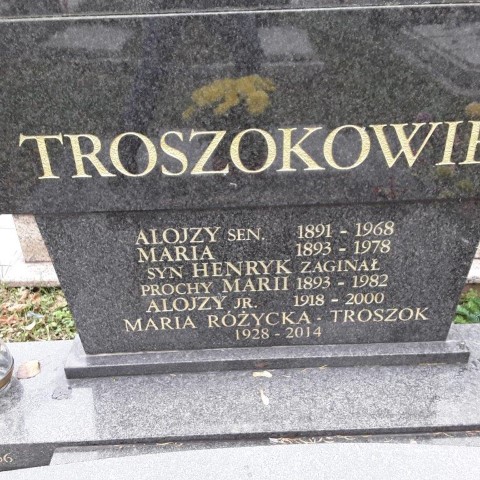 TROSZOKOWIE
ALOJZY SEN. 1891 - 1968
MARIA 1893 - 1978
SYN HENRYK ZAGINĄŁ
PROCHY MARII 1893 - 1982
ALOJZY JR. 1918 - 2000
MARIA RÓŻYCKA - TROSZOK
1928 - 2014